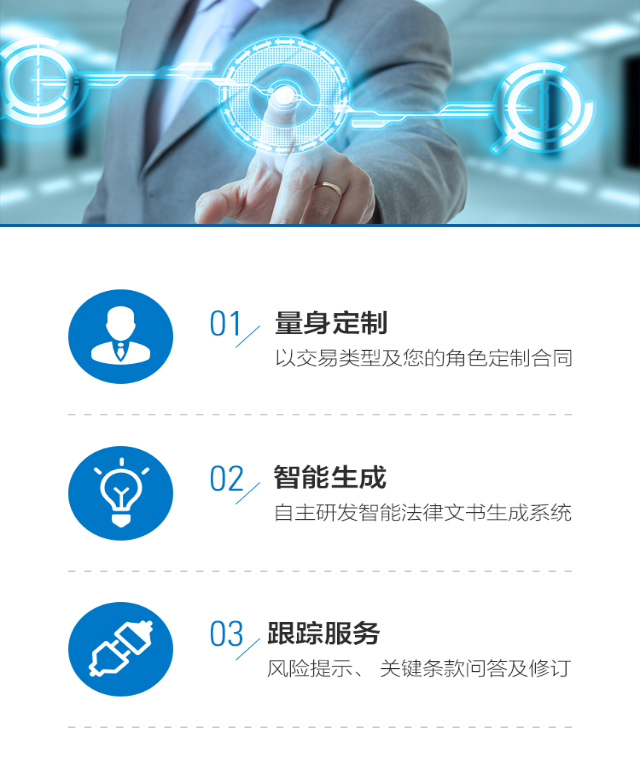 01 量身定制
以交易类型及您的角色定制合同
02 智能生成
自主研发智能法律文书生成系统
03 跟踪服务
风险提示、 关键条款问答及修订